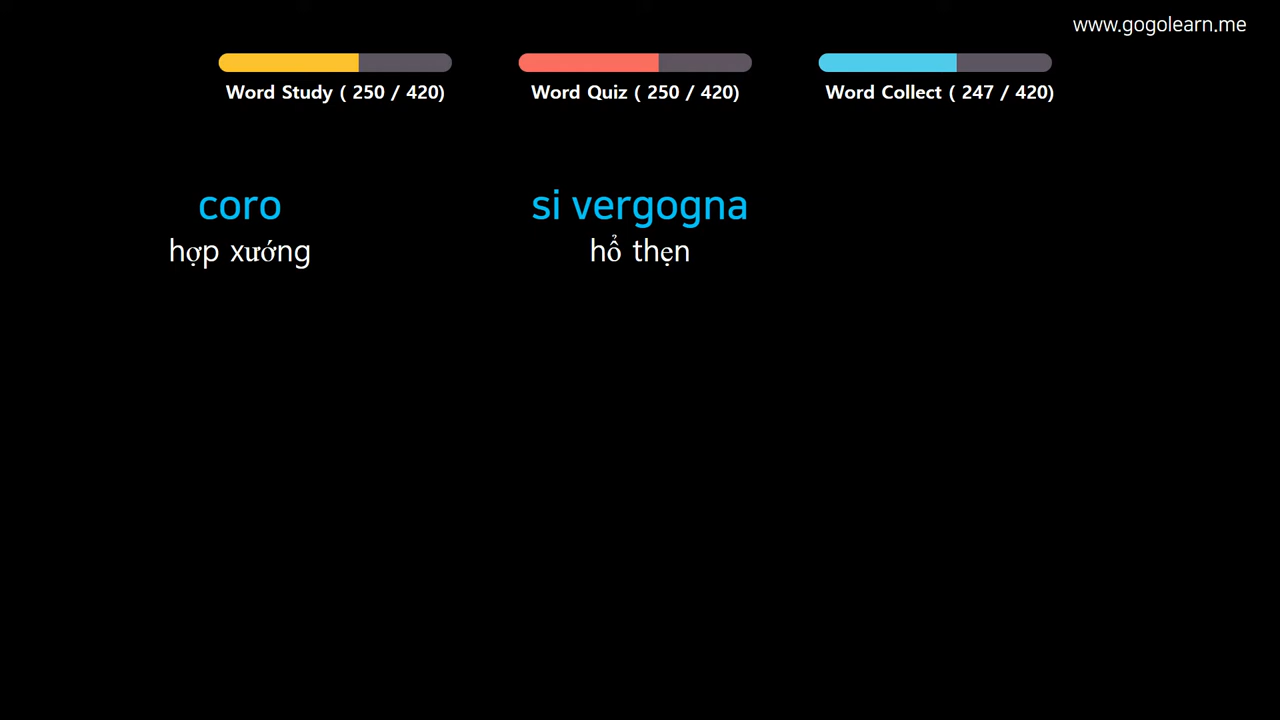 www.gogolearn.me
Word Study ( 250 / 420)
Word Quiz ( 250 / 420)
Word Collect ( 247 / 420)
coro
hợp xướng
si vergogna
hổ thẹn